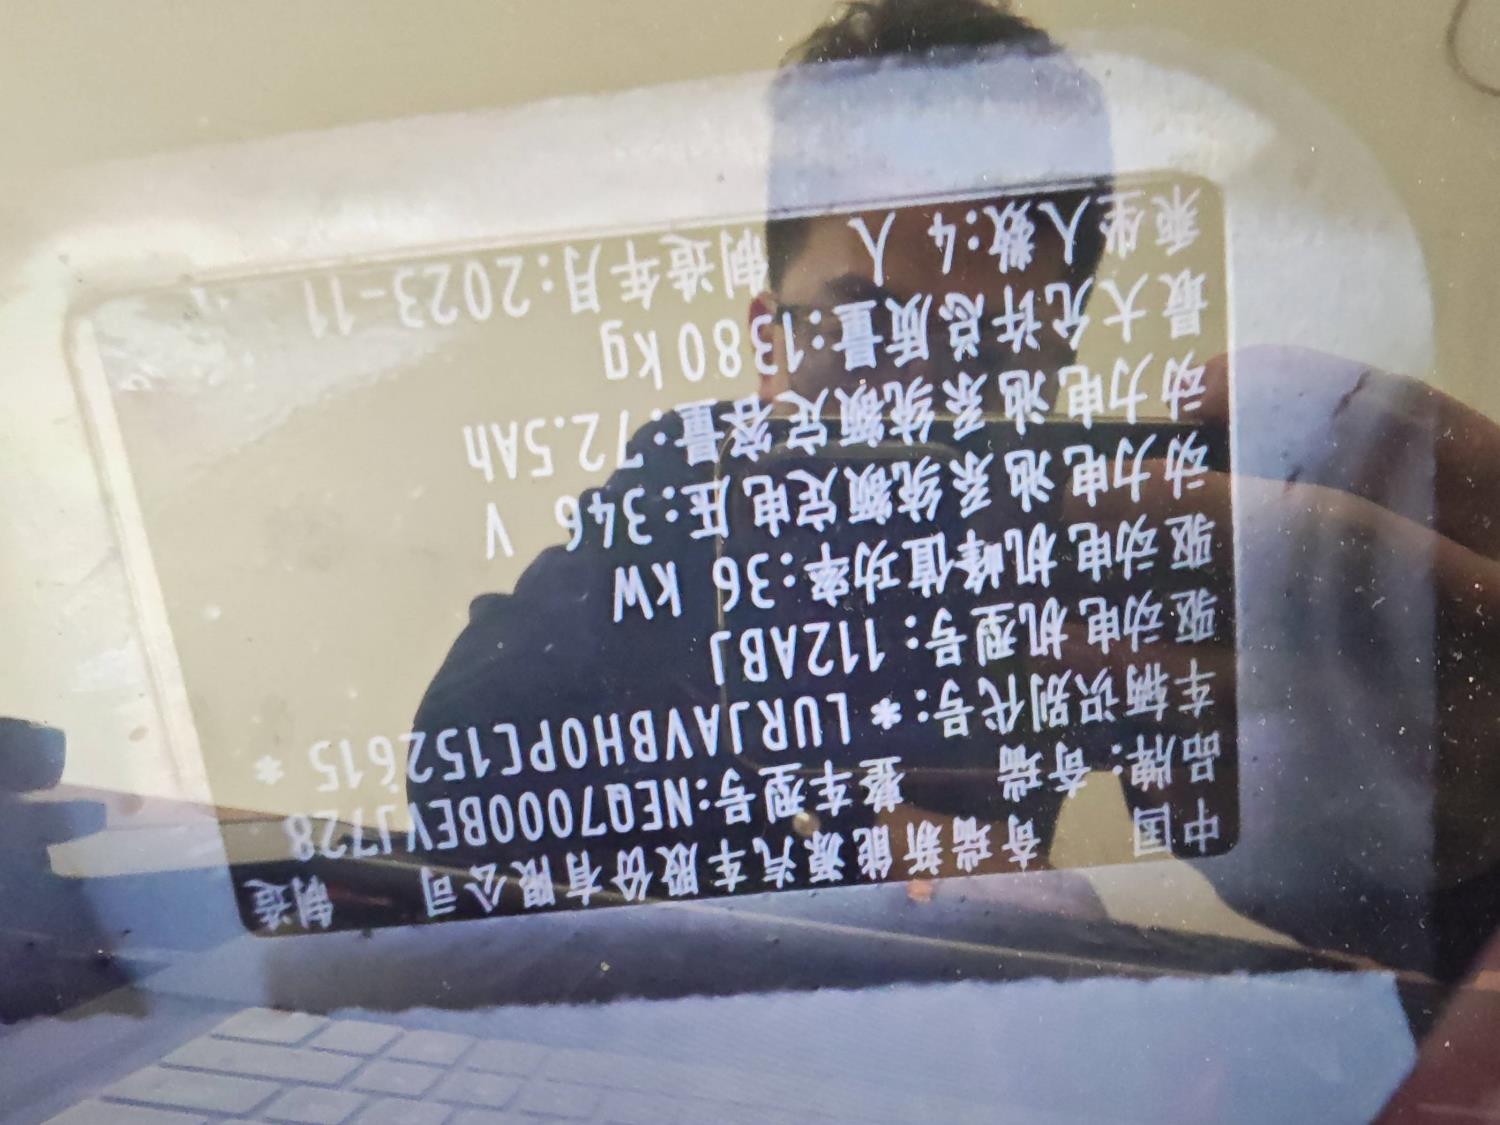 中国 奇瑞新能源汽车股份有限公司 制造
品牌:奇瑞 整车型号:NEQ7000BEVJ72B
车辆识别代号:*LURJAVBH0PC152615*
驱动电机型号:112ABJ
驱动电机峰值功率:36 kW
动力电池系统额定电压:346 V
动力电池系统额定容量:72.5Ah
最大允许总质量:1380kg
乘坐人数:4 人 制造年月:2023-11